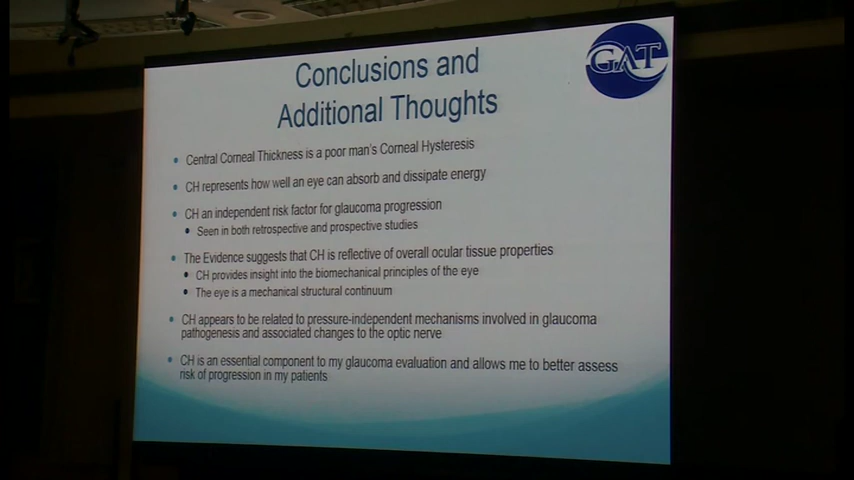 Conclusions and
Additional Thoughts
GAT
• Central Corneal Thickness is a poor man's Corneal Hysteresis
• CH represents how well an eye can absorb and dissipate energy
• CH an independent risk factor for glaucoma progression
• Seen in both retrospective and prospective studies
• The Evidence suggests that CH is reflective of overall ocular tissue properties
• CH provides insight into the biomechanical principles of the eye
• The eye is a mechanical structural continuum
• CH appears to be related to pressure-independent mechanisms involved in glaucoma
pathogenesis and associated changes to the optic nerve
• CH is an essential component to my glaucoma evaluation and allows me to better assess
risk of progression in my patients